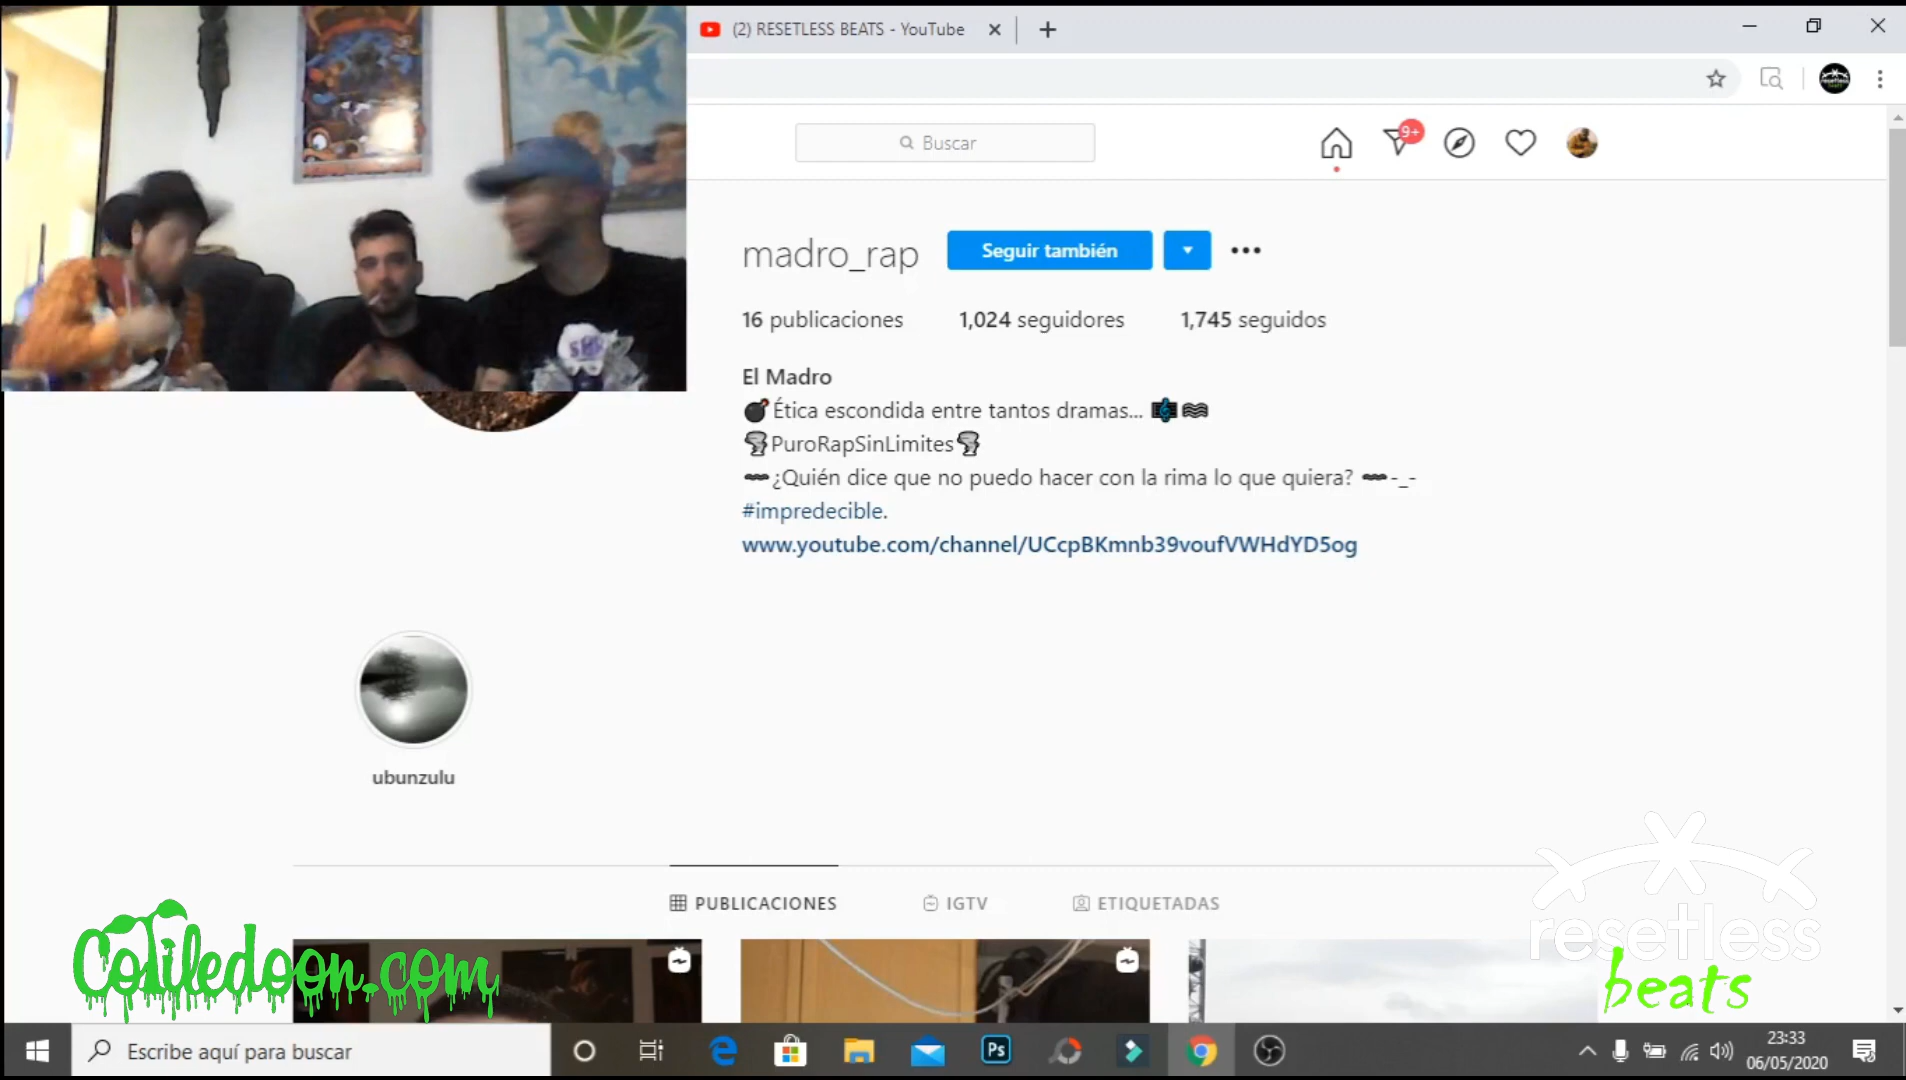 (2) RESETLESS BEATS - YouTube
Buscar
9+
madro_rap
Seguir también
16 publicaciones
1,024 seguidores
1,745 seguidos
El Madro
Ética escondida entre tantos dramas...
PuroRapSinLimites
¿Quién dice que no puedo hacer con la rima lo que quiera? -_-
#impredecible.
www.youtube.com/channel/UCcpBKmnb39voufVWHdYD5og
ubunzulu
PUBLICACIONES
IGTV
ETIQUETADAS
Cotiledoon.com
resetless
beats
Escribe aquí para buscar
Ps
23:33
06/05/2020